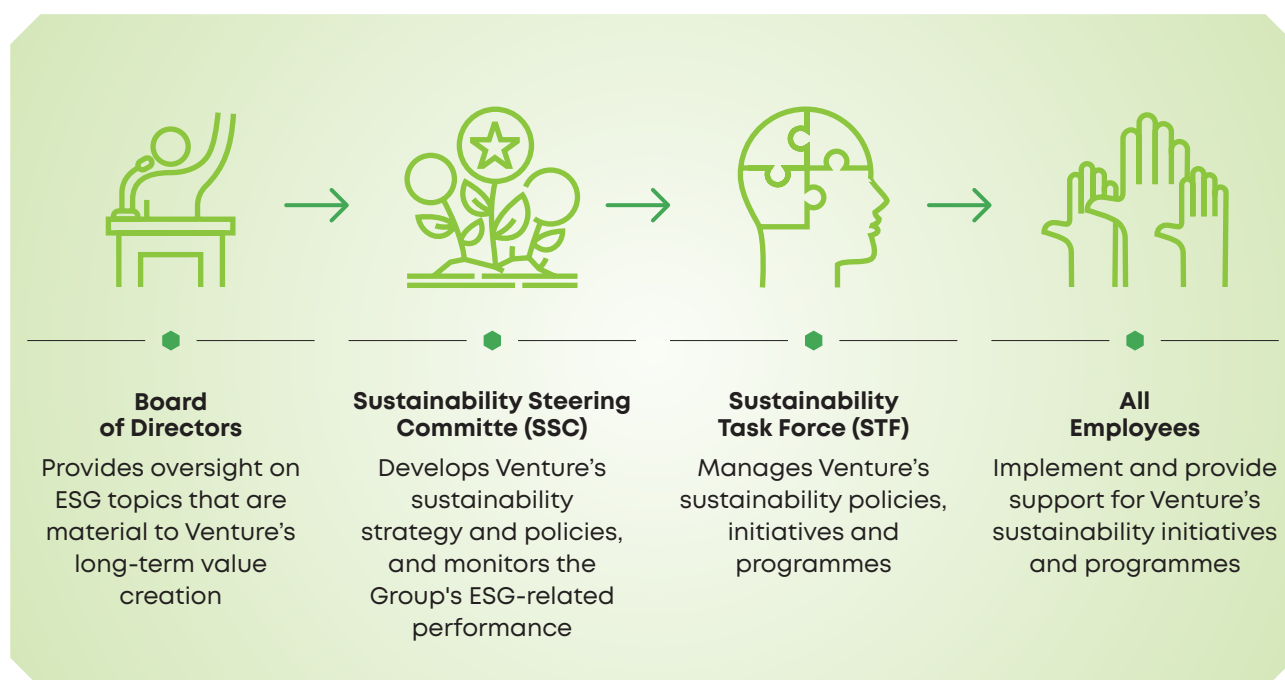 Board
of Directors
Provides oversight on
ESG topics that are
material to Venture’s
long-term value
creation
Sustainability Steering
Committe (SSC)
Develops Venture’s
sustainability
strategy and policies,
and monitors the
Group's ESG-related
performance
Sustainability
Task Force (STF)
Manages Venture’s
sustainability policies,
initiatives and
programmes
All
Employees
Implement and provide
support for Venture’s
sustainability initiatives
and programmes